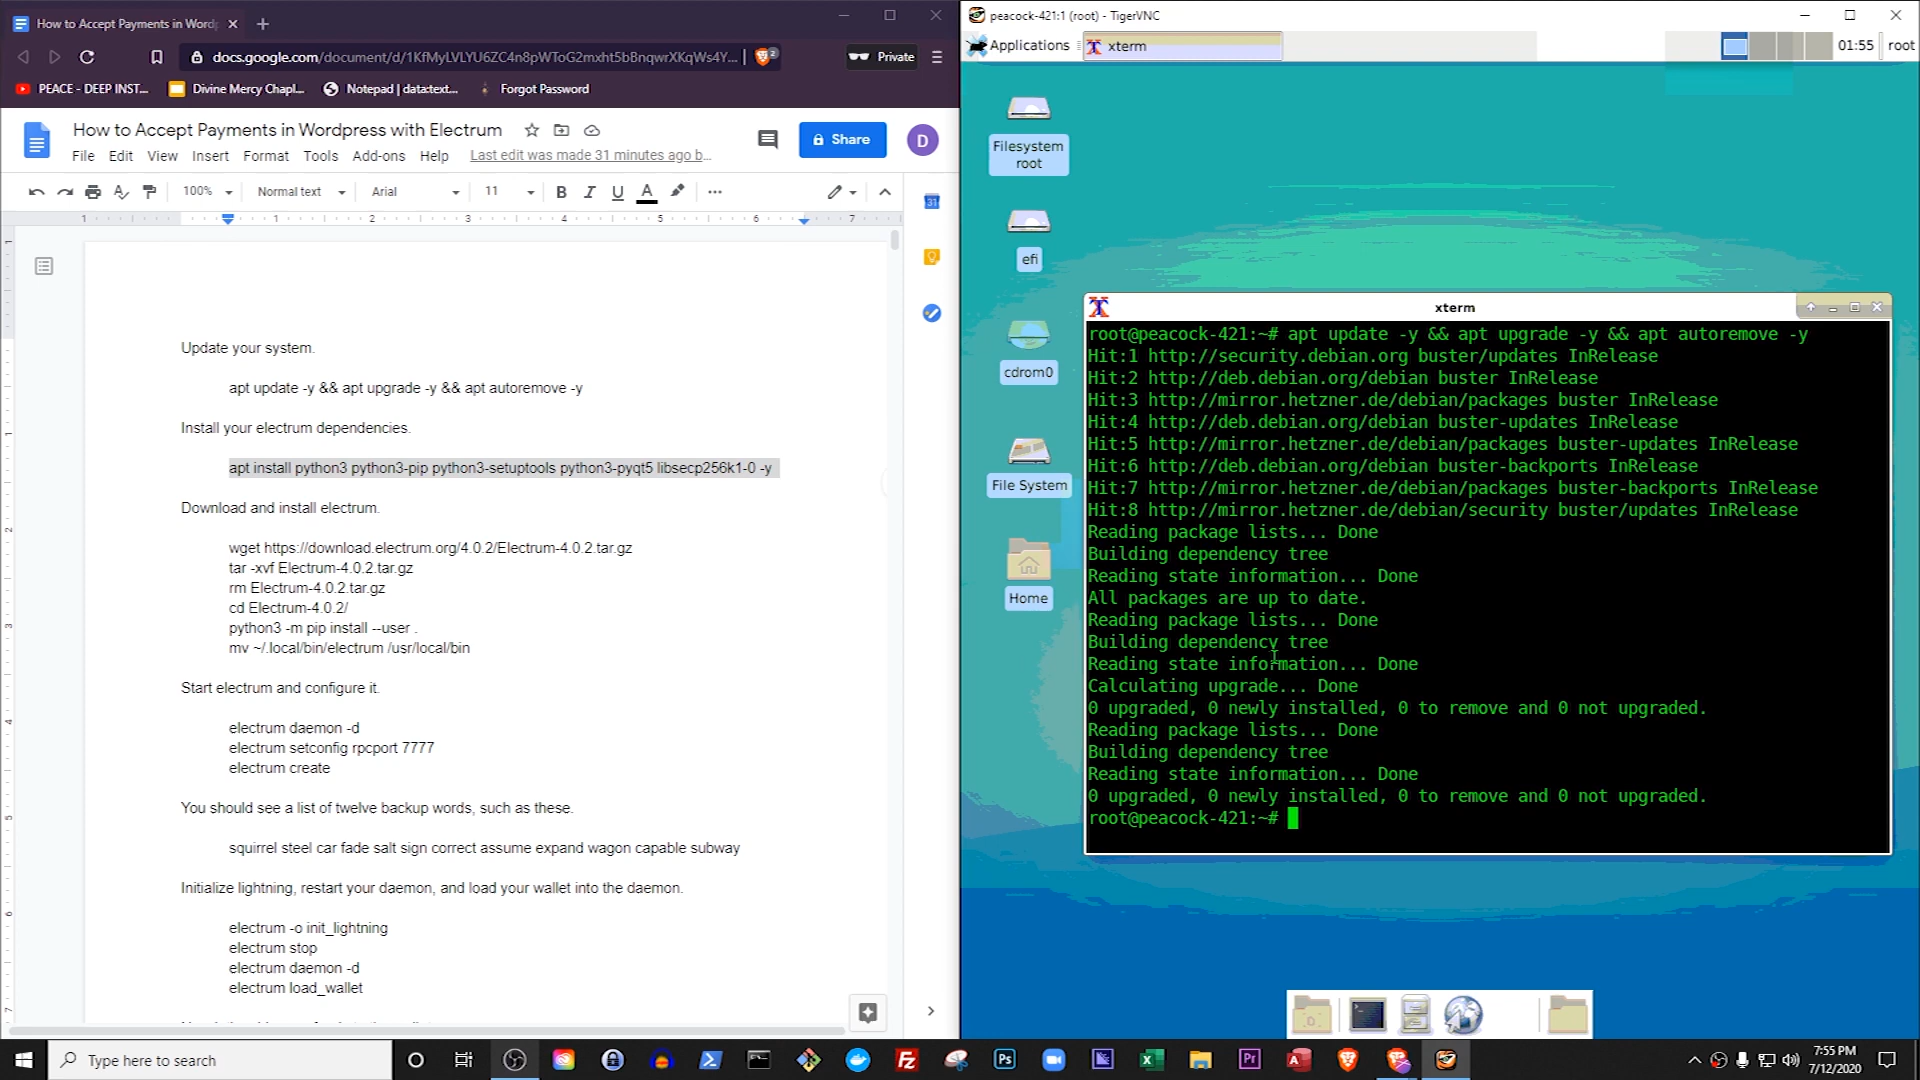 How to Accept Payments in Wordp
docs.google.com/document/d/1KfMyLVLYU6ZC4n8pWToG2mxht5bBnqwrXKqWs4Y...
2
Private
PEACE - DEEP INST...
Divine Mercy Chapl...
Notepad | data:text...
Forgot Password
How to Accept Payments in Wordpress with Electrum
Share
D
File Edit View Insert Format Tools Add-ons Help Last edit was made 31 minutes ago b...
100% Normal text Arial 11 B I U A
1 1 2 3 4 5 6 7
31
Update your system.
apt update -y && apt upgrade -y && apt autoremove -y
Install your electrum dependencies.
apt install python3 python3-pip python3-setuptools python3-pyqt5 libsecp256k1-0 -y
Download and install electrum.
wget https://download.electrum.org/4.0.2/Electrum-4.0.2.tar.gz
tar -xvf Electrum-4.0.2.tar.gz
rm Electrum-4.0.2.tar.gz
cd Electrum-4.0.2/
python3 -m pip install --user .
mv ~/.local/bin/electrum /usr/local/bin
Start electrum and configure it.
electrum daemon -d
electrum setconfig rpcport 7777
electrum create
You should see a list of twelve backup words, such as these.
squirrel steel car fade salt sign correct assume expand wagon capable subway
Initialize lightning, restart your daemon, and load your wallet into the daemon.
electrum -o init_lightning
electrum stop
electrum daemon -d
electrum load_wallet
peacock-421:1 (root) - TigerVNC
Applications
xterm
01:55
root
Filesystem
root
efi
cdrom0
File System
Home
xterm
root@peacock-421:~# apt update -y && apt upgrade -y && apt autoremove -y
Hit:1 http://security.debian.org buster/updates InRelease
Hit:2 http://deb.debian.org/debian buster InRelease
Hit:3 http://mirror.hetzner.de/debian/packages buster InRelease
Hit:4 http://deb.debian.org/debian buster-updates InRelease
Hit:5 http://mirror.hetzner.de/debian/packages buster-updates InRelease
Hit:6 http://deb.debian.org/debian buster-backports InRelease
Hit:7 http://mirror.hetzner.de/debian/packages buster-backports InRelease
Hit:8 http://mirror.hetzner.de/debian/security buster/updates InRelease
Reading package lists... Done
Building dependency tree
Reading state information... Done
All packages are up to date.
Reading package lists... Done
Building dependency tree
Reading state information... Done
Calculating upgrade... Done
0 upgraded, 0 newly installed, 0 to remove and 0 not upgraded.
Reading package lists... Done
Building dependency tree
Reading state information... Done
0 upgraded, 0 newly installed, 0 to remove and 0 not upgraded.
root@peacock-421:~#
Type here to search
Ps
Pr
7:55 PM
7/12/2020